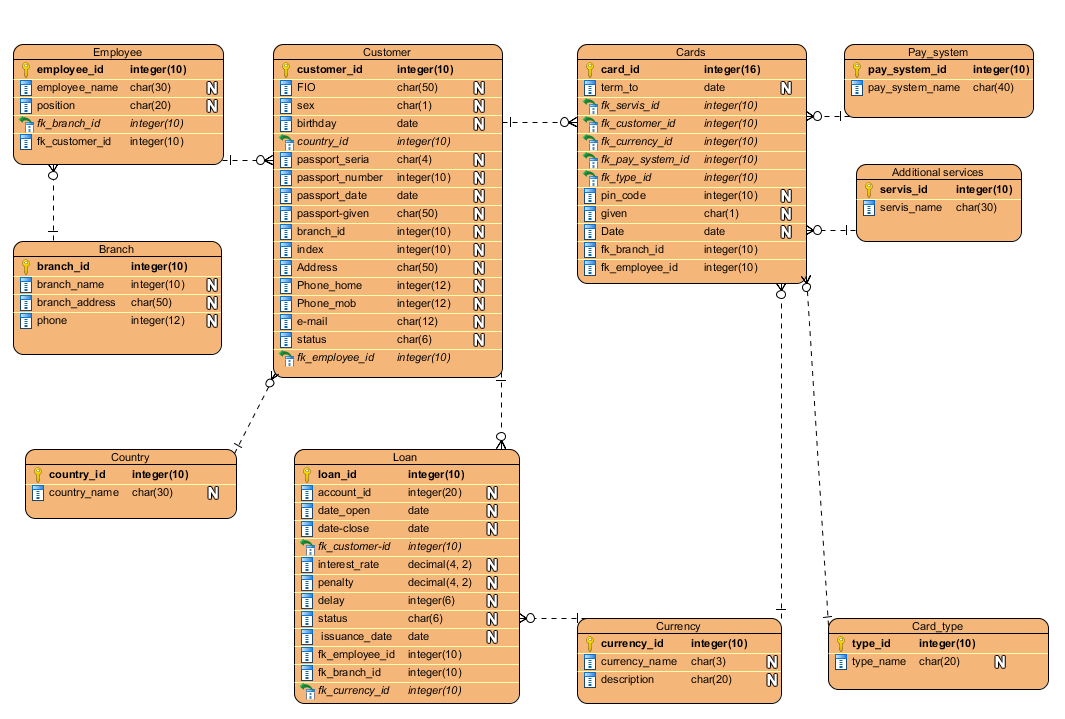 Employee
employee_id integer(10)
employee_name char(30) N
position char(20) N
fk_branch_id integer(10)
fk_customer_id integer(10)
Branch
branch_id integer(10)
branch_name integer(10) N
branch_address char(50) N
phone integer(12) N
Customer
customer_id integer(10)
FIO char(50) N
sex char(1) N
birthday date N
country_id integer(10)
passport_seria char(4) N
passport_number integer(10) N
passport_date date N
passport-given char(50) N
branch_id integer(10) N
index integer(10) N
Address char(50) N
Phone_home integer(12) N
Phone_mob integer(12) N
e-mail char(12) N
status char(6) N
fk_employee_id integer(10)
Cards
card_id integer(16)
term_to date N
fk_servis_id integer(10)
fk_customer_id integer(10)
fk_currency_id integer(10)
fk_pay_system_id integer(10)
fk_type_id integer(10)
pin_code integer(10) N
given char(1) N
Date date N
fk_branch_id integer(10)
fk_employee_id integer(10)
Pay_system
pay_system_id integer(10)
pay_system_name char(40)
Additional services
servis_id integer(10)
servis_name char(30)
Country
country_id integer(10)
country_name char(30) N
Loan
loan_id integer(10)
account_id integer(20) N
date_open date N
date-close date N
fk_customer-id integer(10)
interest_rate decimal(4, 2) N
penalty decimal(4, 2) N
delay integer(6) N
status char(6) N
issuance_date date N
fk_employee_id integer(10)
fk_branch_id integer(10)
fk_currency_id integer(10)
Currency
currency_id integer(10)
currency_name char(3) N
description char(20) N
Card_type
type_id integer(10)
type_name char(20) N